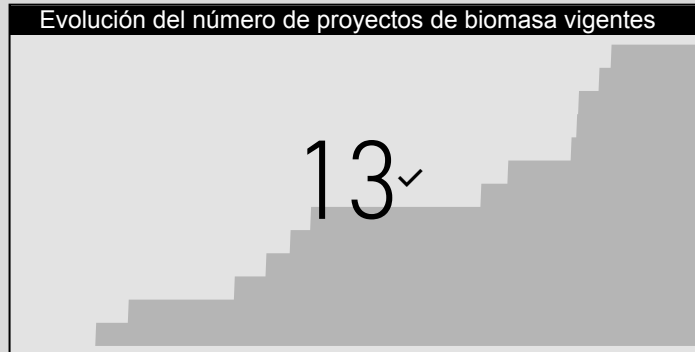 Evolución del número de proyectos de biomasa vigentes
13✓